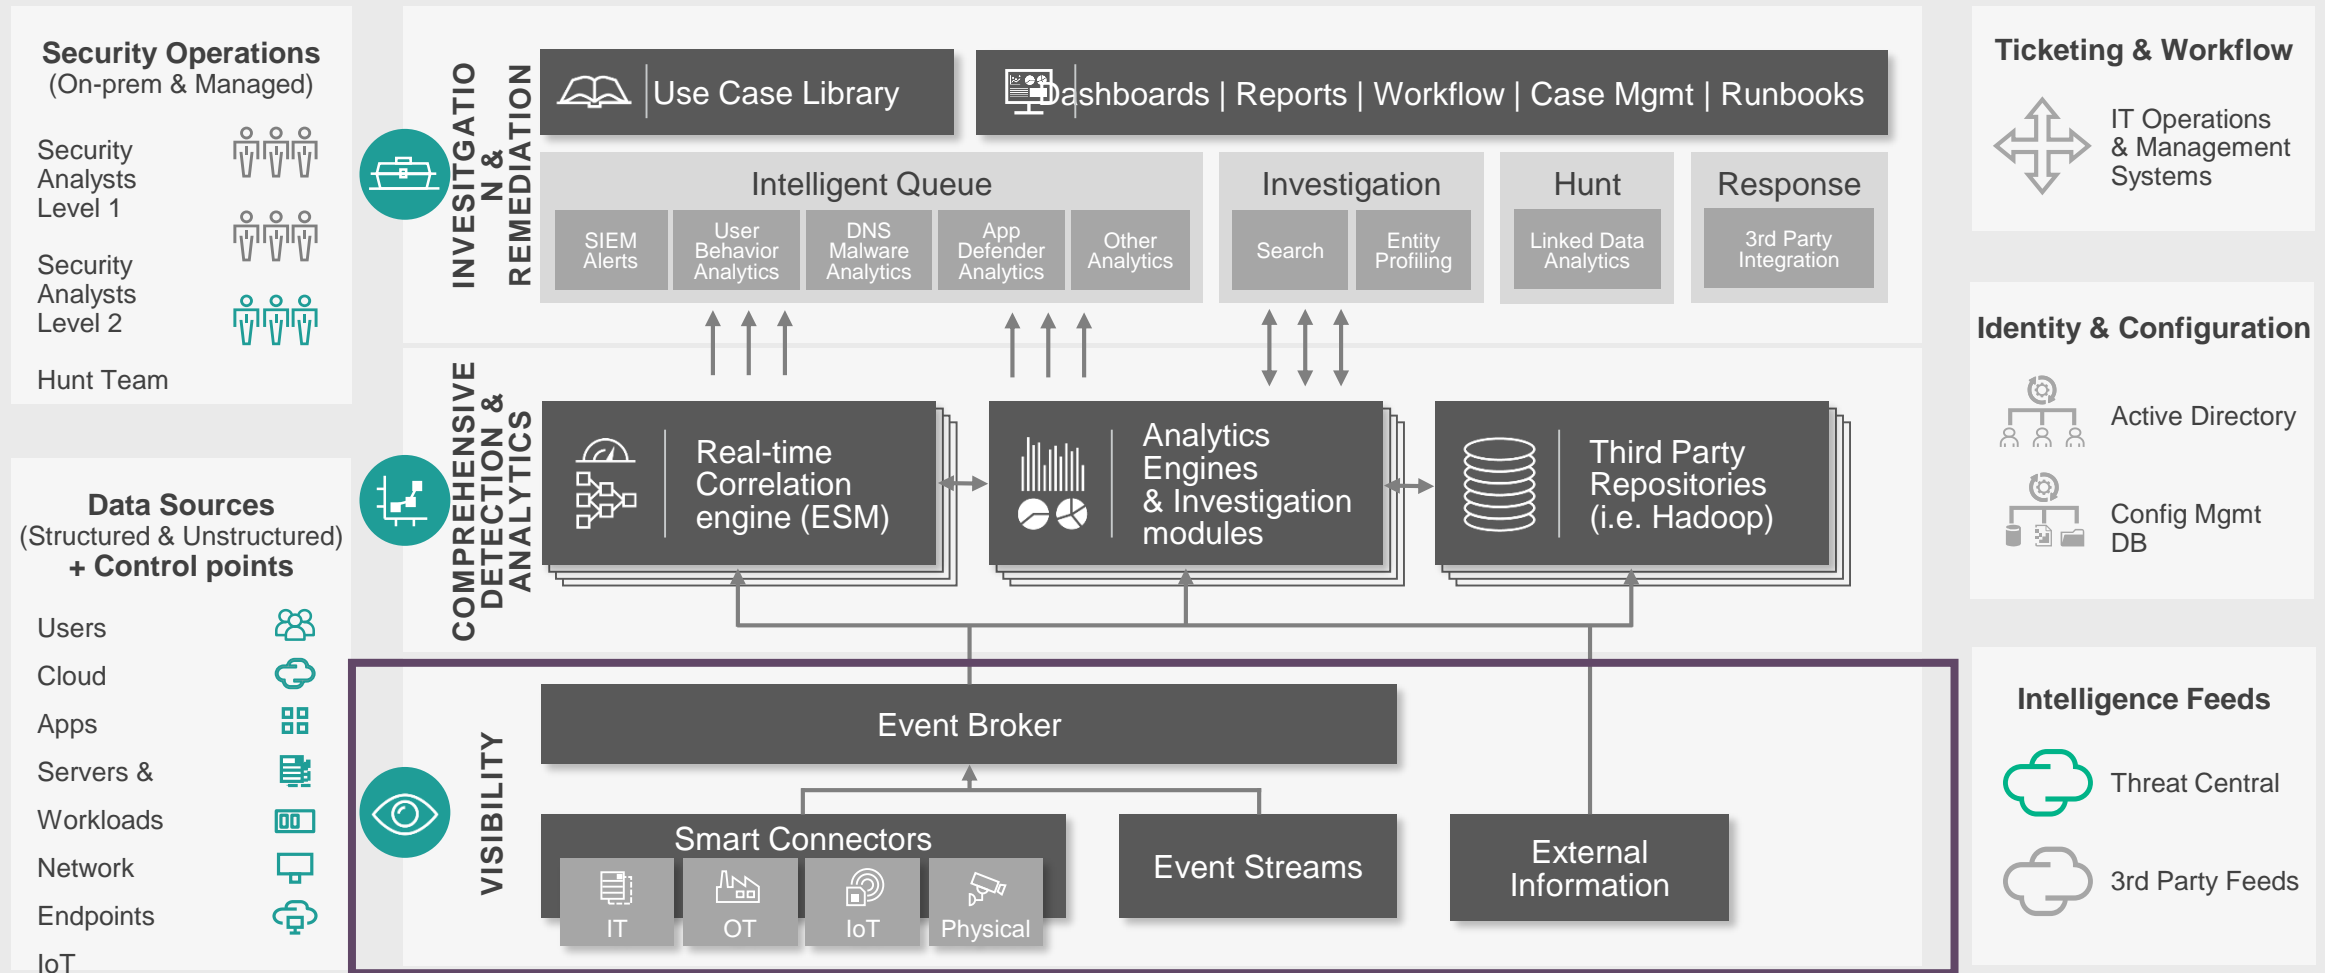 Security Operations
(On-prem & Managed)
Security
Analysts
Level 1
Security
Analysts
Level 2
Hunt Team
Data Sources
(Structured & Unstructured)
+ Control points
Users
Cloud
Apps
Servers &
Workloads
Network
Endpoints
IoT
INVESITGATIO
N &
REMEDIATION
Use Case Library
Dashboards | Reports | Workflow | Case Mgmt | Runbooks
Intelligent Queue
SIEM
Alerts
User
Behavior
Analytics
DNS
Malware
Analytics
App
Defender
Analytics
Other
Analytics
Investigation
Search
Entity
Profiling
Hunt
Linked Data
Analytics
Response
3rd Party
Integration
COMPREHENSIVE
DETECTION &
ANALYTICS
Real-time
Correlation
engine (ESM)
Analytics
Engines
& Investigation
modules
Third Party
Repositories
(i.e. Hadoop)
VISIBILITY
Event Broker
Smart Connectors
IT
OT
IoT
Physical
Event Streams
External
Information
Ticketing & Workflow
IT Operations
& Management
Systems
Identity & Configuration
Active Directory
Config Mgmt
DB
Intelligence Feeds
Threat Central
3rd Party Feeds